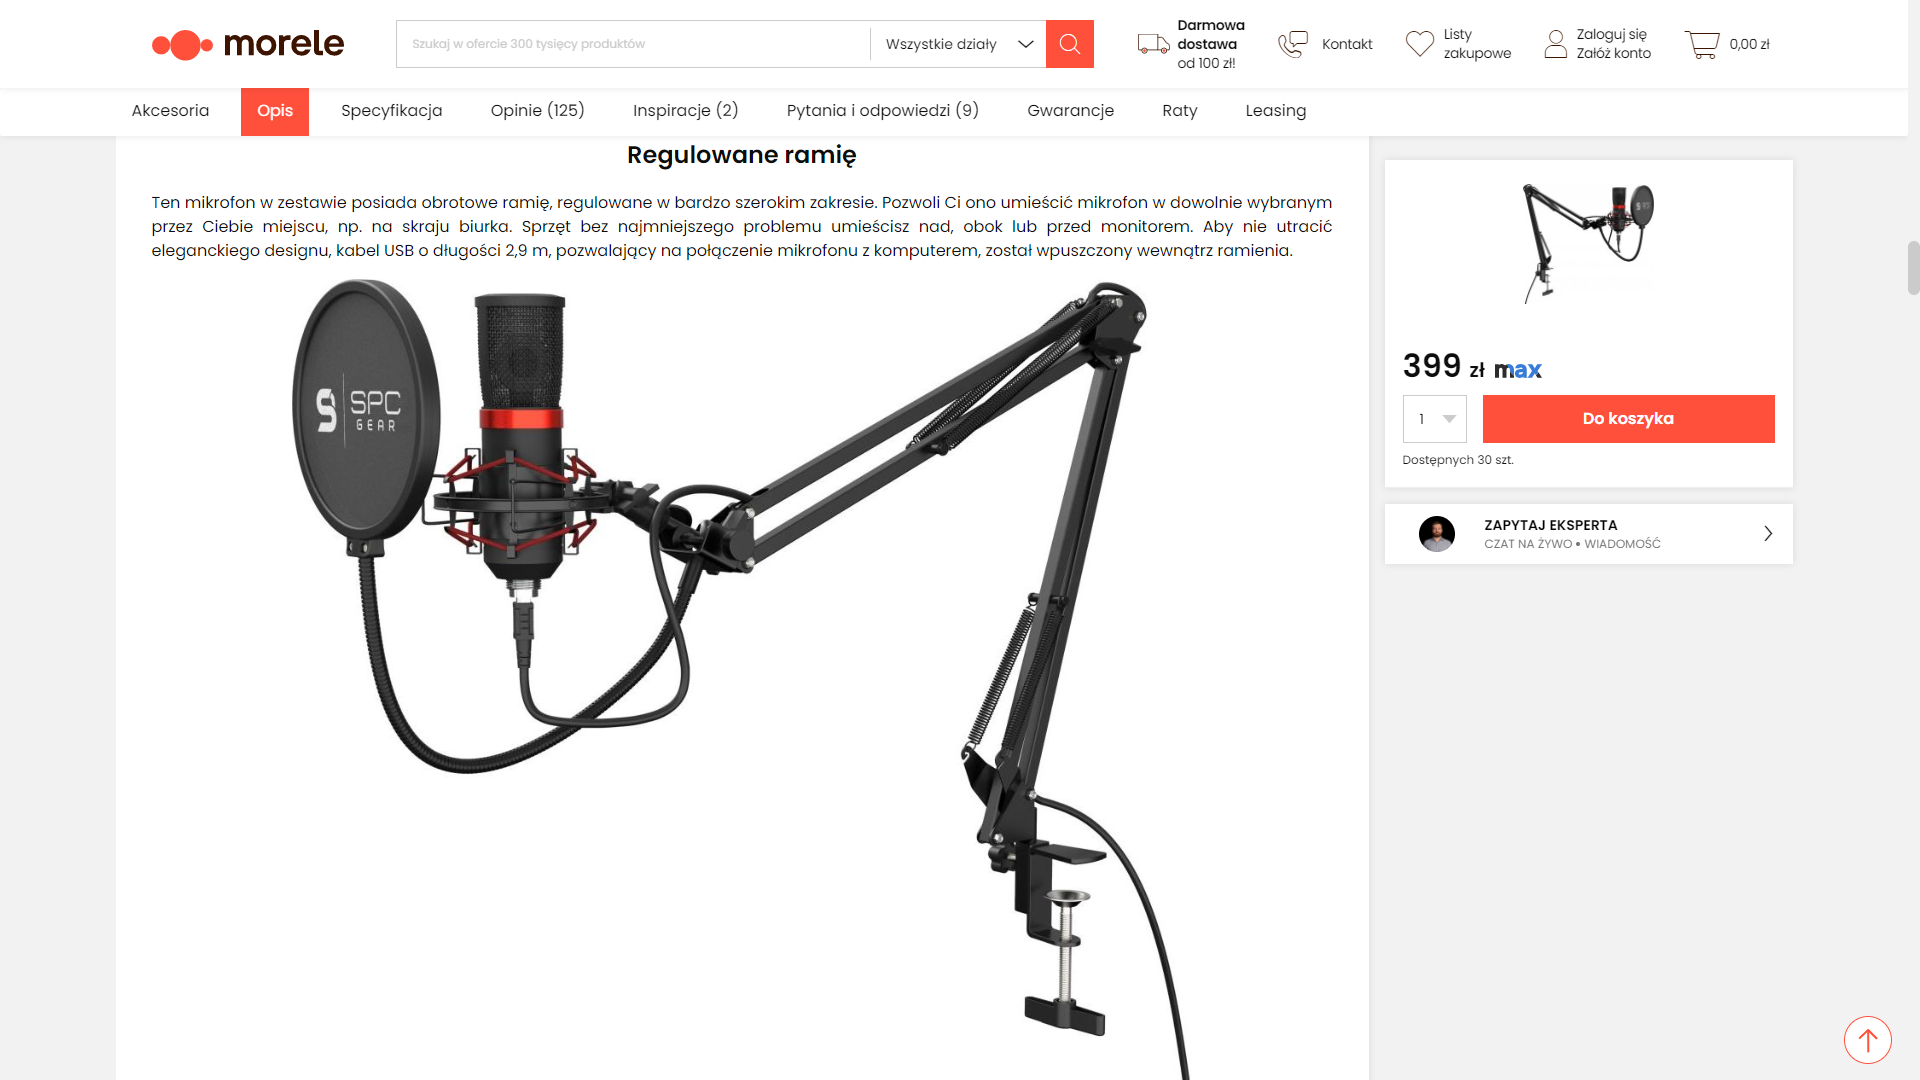 morele
Szukaj w ofercie 300 tysięcy produktów
Wszystkie działy
Darmowa
dostawa
od 100 zł!
Kontakt
Listy
zakupowe
Zaloguj się
Załóż konto
0,00 zł
Akcesoria
Opis
Specyfikacja
Opinie (125)
Inspiracje (2)
Pytania i odpowiedzi (9)
Gwarancje
Raty
Leasing
Regulowane ramię
Ten mikrofon w zestawie posiada obrotowe ramię, regulowane w bardzo szerokim zakresie. Pozwoli Ci ono umieścić mikrofon w dowolnie wybranym
przez Ciebie miejscu, np. na skraju biurka. Sprzęt bez najmniejszego problemu umieścisz nad, obok lub przed monitorem. Aby nie utracić
eleganckiego designu, kabel USB o długości 2,9 m, pozwalający na połączenie mikrofonu z komputerem, został wpuszczony wewnątrz ramienia.
SPC
GEAR
399 zł max
1
Do koszyka
Dostępnych 30 szt.
ZAPYTAJ EKSPERTA
CZAT NA ŻYWO • WIADOMOŚĆ